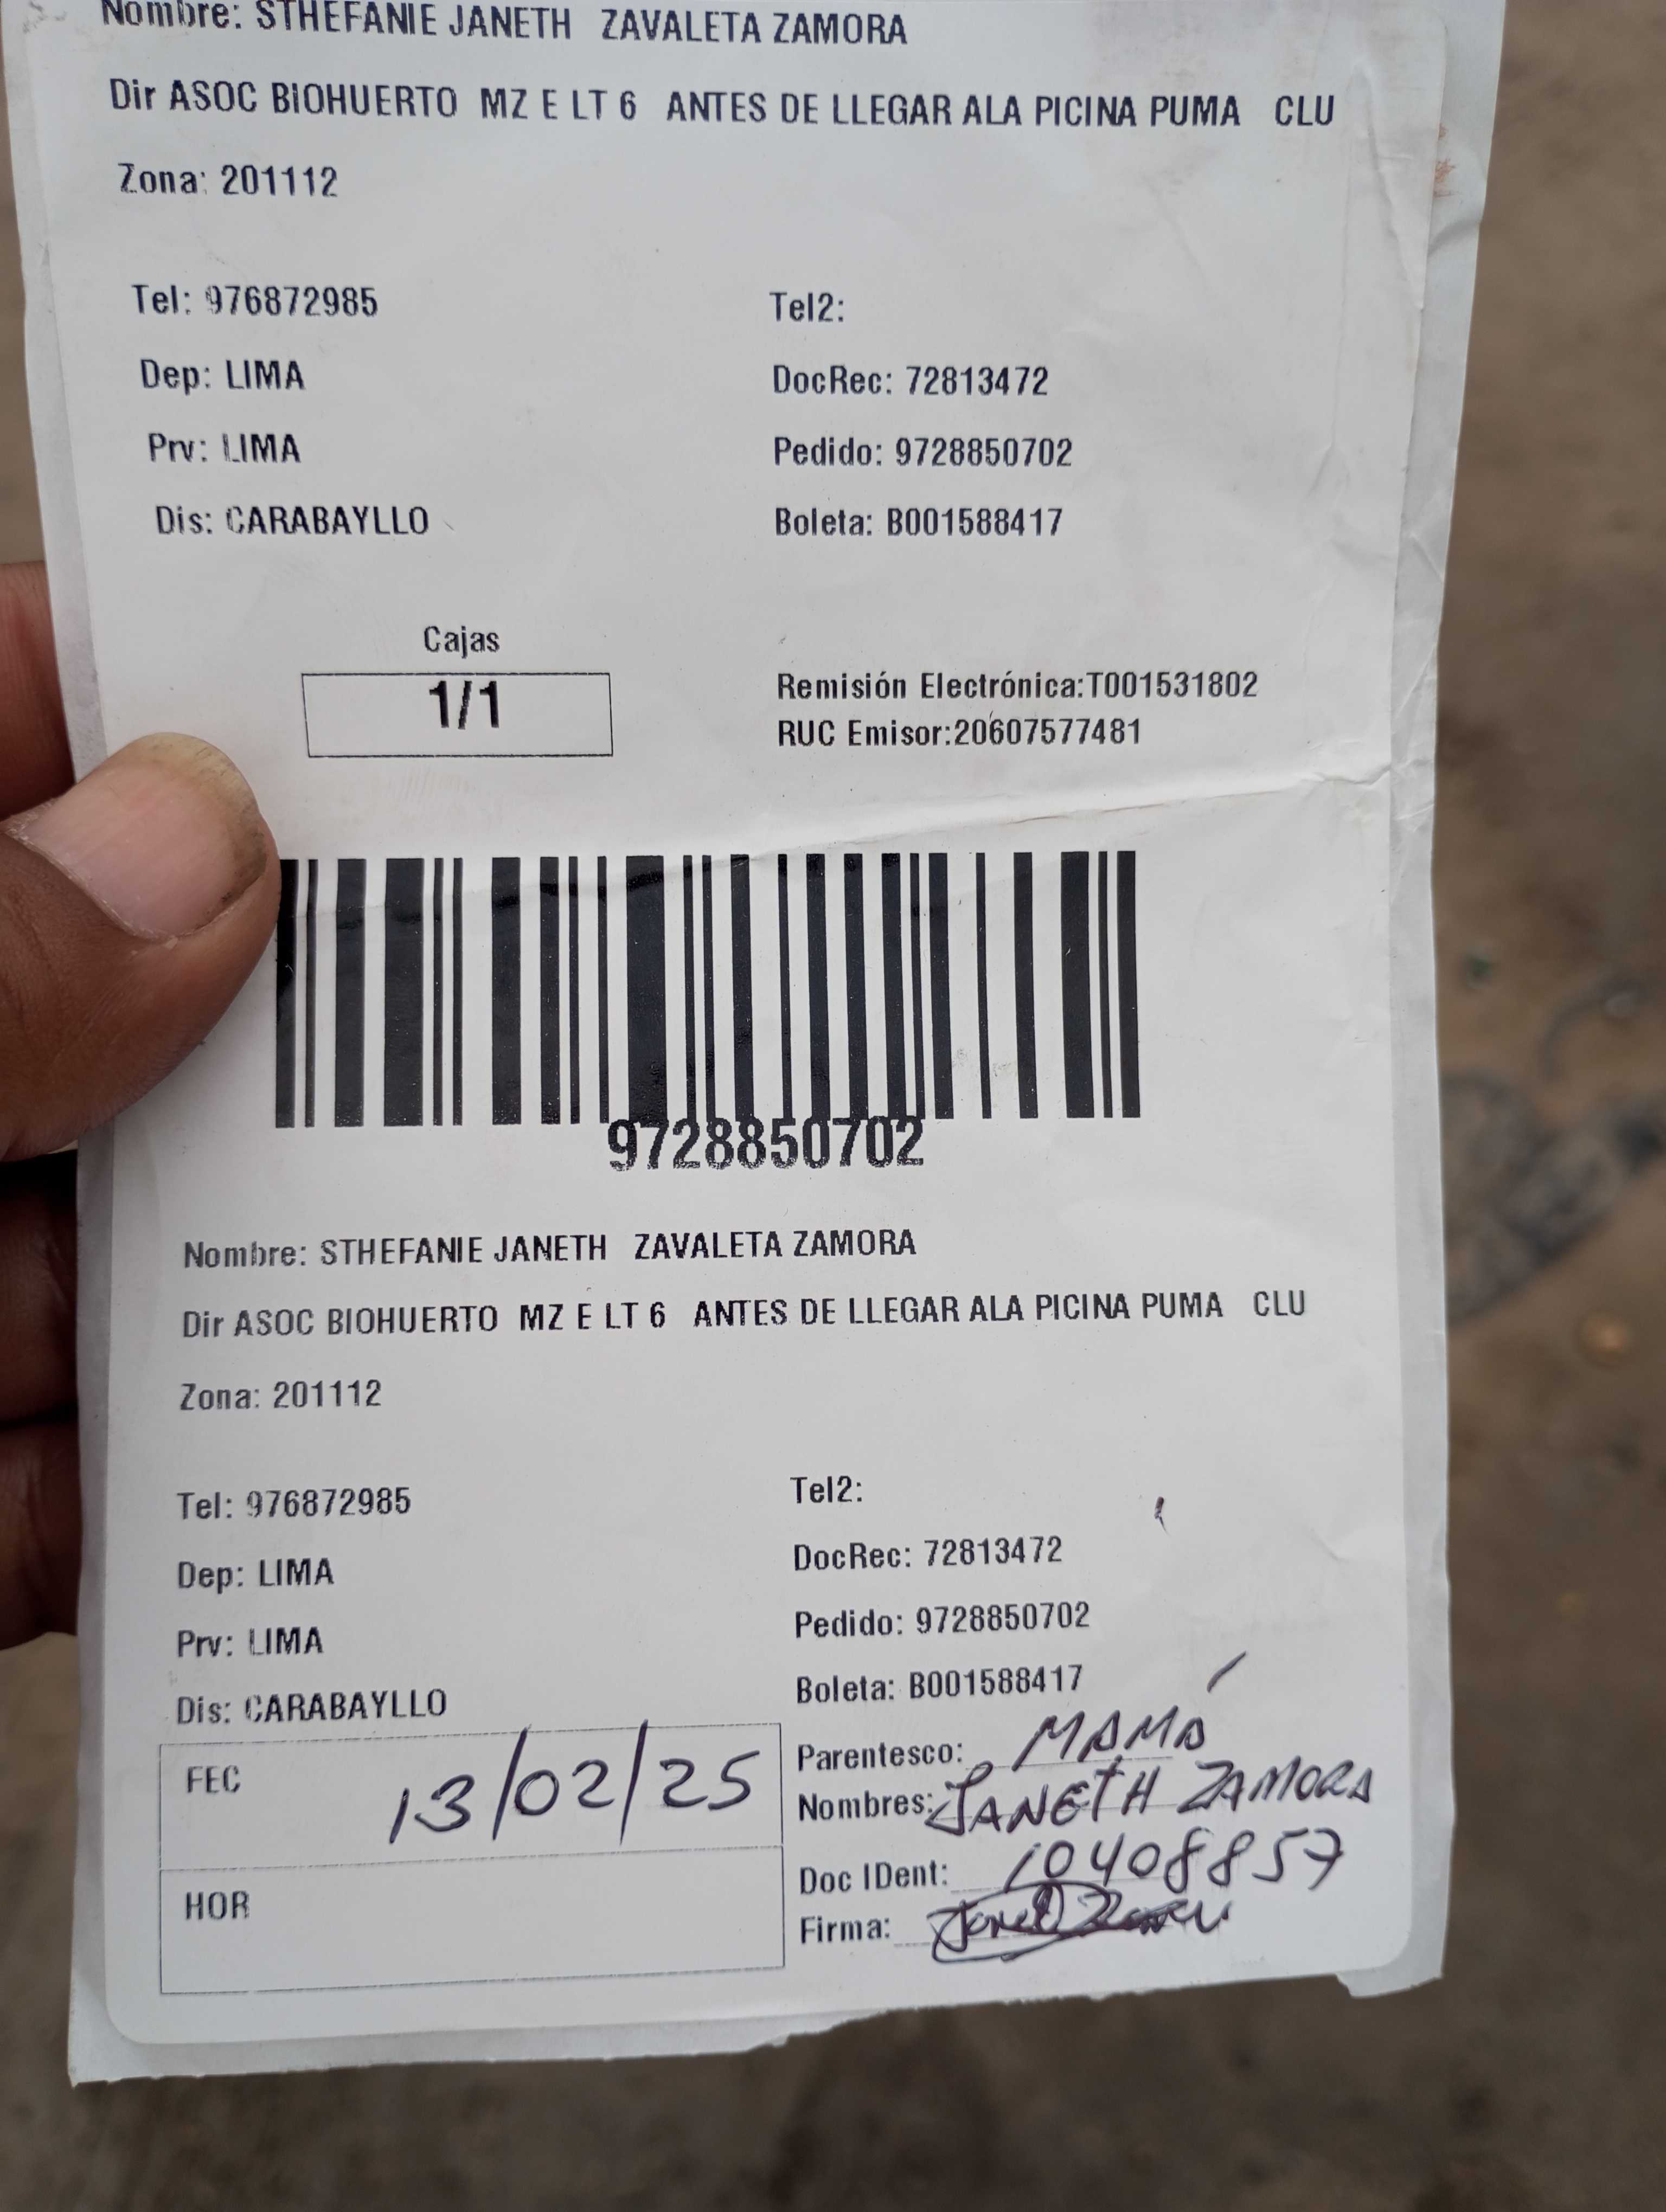 Nombre: STHEFANIE JANETH ZAVALETA ZAMORA
Dir ASOC BIOHUERTO MZ E LT 6 ANTES DE LLEGAR ALA PICINA PUMA CLU
Zona: 201112
Tel: 976872985 Tel2:
Dep: LIMA DocRec: 72813472
Prv: LIMA Pedido: 9728850702
Dis: CARABAYLLO Boleta: B001588417
Cajas
1/1
Remisión Electrónica:T001531802
RUC Emisor:20607577481
9728850702
Nombre: STHEFANIE JANETH ZAVALETA ZAMORA
Dir ASOC BIOHUERTO MZ E LT 6 ANTES DE LLEGAR ALA PICINA PUMA CLU
Zona: 201112
Tel: 976872985 Tel2:
Dep: LIMA DocRec: 72813472
Prv: LIMA Pedido: 9728850702
Dis: CARABAYLLO Boleta: B001588417
FEC 13/02/25
HOR
Parentesco: MAMÁ
Nombres: JANETH ZAMORA
Doc IDent: 10408857
Firma: